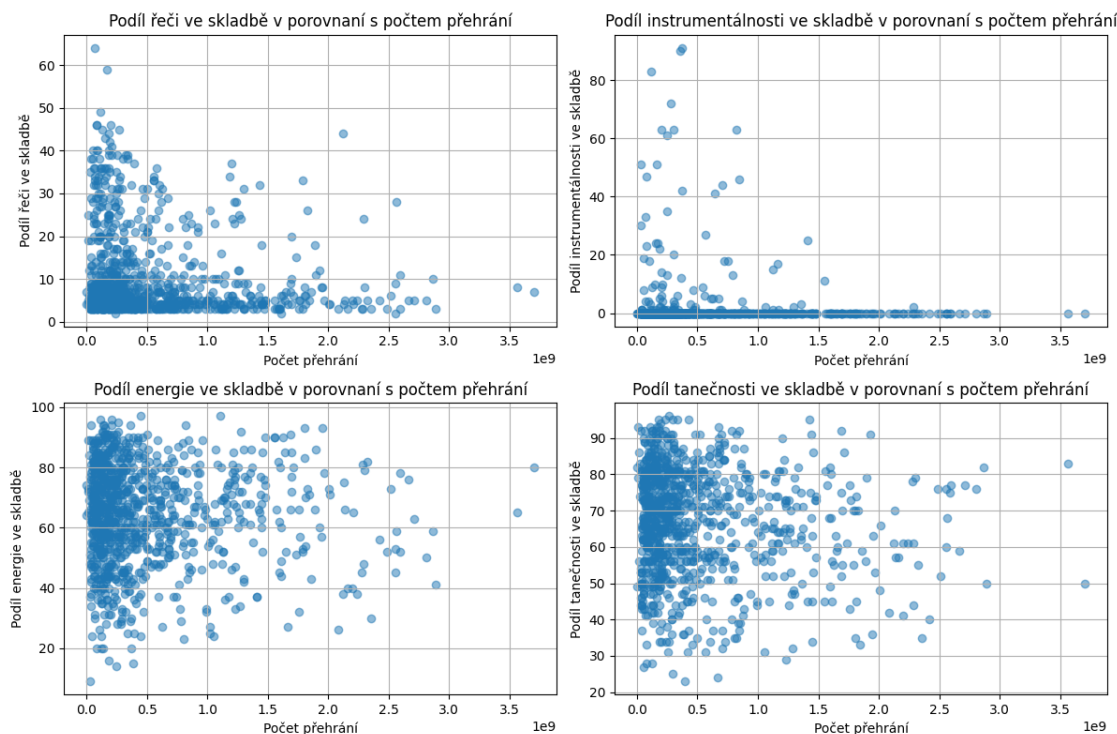 Podíl řeči ve skladbě v porovnaní s počtem přehrání
Podíl řeči ve skladbě
60
50
40
30
20
10
0
0.0 0.5 1.0 1.5 2.0 2.5 3.0 3.5
1e9
Počet přehrání
Podíl instrumentálnosti ve skladbě v porovnaní s počtem přehrání
Podíl instrumentálnosti ve skladbě
80
60
40
20
0
0.0 0.5 1.0 1.5 2.0 2.5 3.0 3.5
1e9
Počet přehrání
Podíl energie ve skladbě v porovnaní s počtem přehrání
Podíl energie ve skladbě
100
80
60
40
20
0.0 0.5 1.0 1.5 2.0 2.5 3.0 3.5
1e9
Počet přehrání
Podíl tanečnosti ve skladbě v porovnaní s počtem přehrání
Podíl tanečnosti ve skladbě
90
80
70
60
50
40
30
20
0.0 0.5 1.0 1.5 2.0 2.5 3.0 3.5
1e9
Počet přehrání